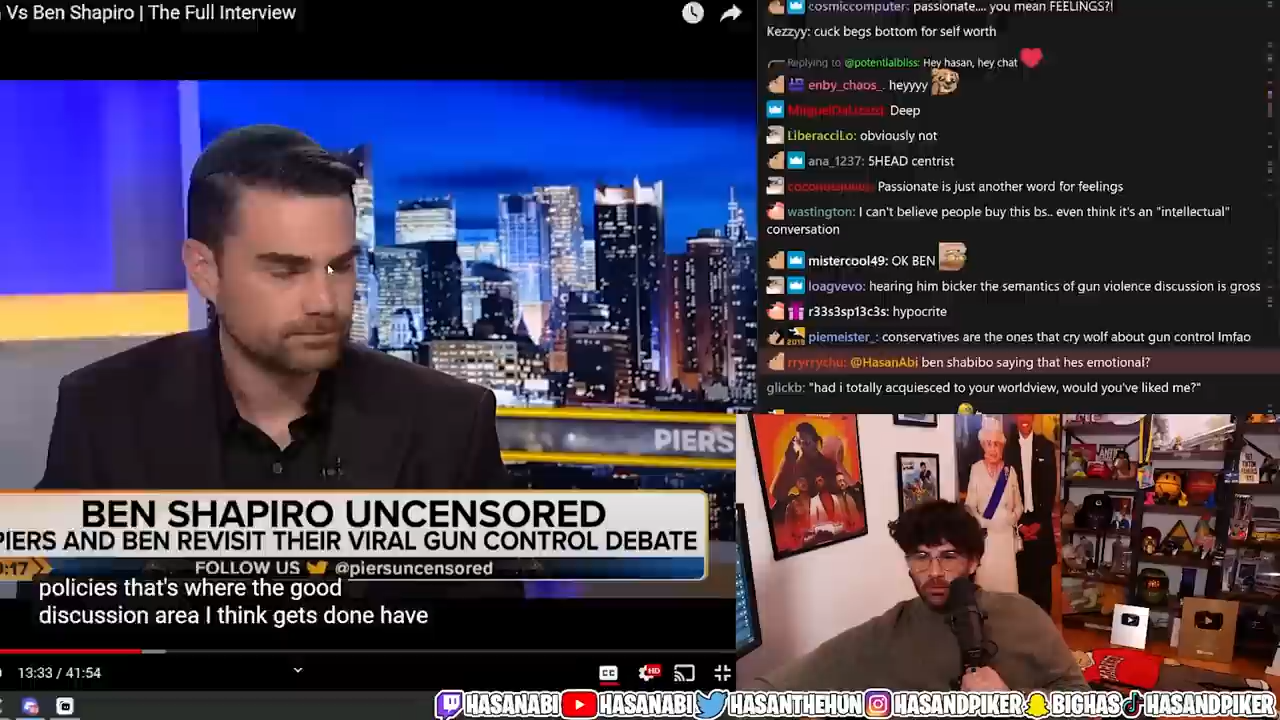 Vs Ben Shapiro | The Full Interview
cosmiccomputer: passionate.... you mean FEELINGS?!
Kezzyy: cuck begs bottom for self worth
Replying to @potentialbliss: Hey hasan, hey chat
enby_chaos_: heyyyy
Deep
LiberacciLo: obviously not
ana_1237: 5HEAD centrist
Passionate is just another word for feelings
wastington: I can't believe people buy this bs.. even think it's an "intellectual"
conversation
mistercool49: OK BEN
loagvevo: hearing him bicker the semantics of gun violence discussion is gross
r33s3sp13c3s: hypocrite
piemeister_: conservatives are the ones that cry wolf about gun control lmfao
rryrrychu: @HasanAbi ben shabibo saying that hes emotional?
glickb: "had i totally acquiesced to your worldview, would you've liked me?"
PIERS
BEN SHAPIRO UNCENSORED
PIERS AND BEN REVISIT THEIR VIRAL GUN CONTROL DEBATE
0:17 FOLLOW US @piersuncensored
policies that's where the good
discussion area I think gets done have
13:33 / 41:54
CC HD
HASANABI HASANABI HASANTHEHUN HASANDPIKER BIGHAS HASANDPIKER